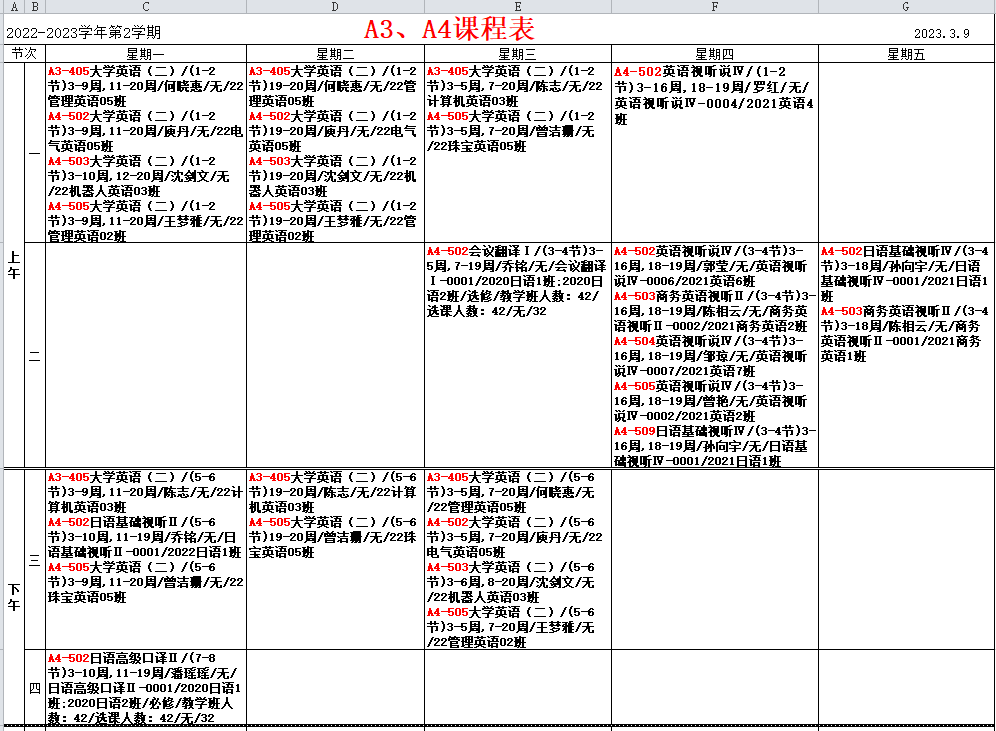 A B C D E F G
2022-2023学年第2学期 A3、A4课程表 2023.3.9
节次 星期一 星期二 星期三 星期四 星期五
上午
一
A3-405大学英语（二）/(1-2
节)3-9周,11-20周/何晓惠/无/22
管理英语05班
A4-502大学英语（二）/(1-2
节)3-9周,11-20周/庾丹/无/22电
气英语05班
A4-503大学英语（二）/(1-2
节)3-10周,12-20周/沈剑文/无
/22机器人英语03班
A4-505大学英语（二）/(1-2
节)3-9周,11-20周/王梦雅/无/22
管理英语02班
A3-405大学英语（二）/(1-2
节)19-20周/何晓惠/无/22管
理英语05班
A4-502大学英语（二）/(1-2
节)19-20周/庾丹/无/22电气
英语05班
A4-503大学英语（二）/(1-2
节)19-20周/沈剑文/无/22机
器人英语03班
A4-505大学英语（二）/(1-2
节)19-20周/王梦雅/无/22管
理英语02班
A3-405大学英语（二）/(1-2
节)3-5周,7-20周/陈志/无/22
计算机英语03班
A4-505大学英语（二）/(1-2
节)3-5周,7-20周/曾洁珊/无
/22珠宝英语05班
A4-502英语视听说Ⅳ/(1-2
节)3-16周,18-19周/罗红/无/
英语视听说Ⅳ-0004/2021英语4
班
二
A4-502会议翻译Ⅰ/(3-4节)3-
5周,7-19周/乔铭/无/会议翻译
Ⅰ-0001/2020日语1班;2020日
语2班/选修/教学班人数：42/
选课人数：42/无/32
A4-502英语视听说Ⅳ/(3-4节)3-
16周,18-19周/郭莹/无/英语视听
说Ⅳ-0006/2021英语6班
A4-503商务英语视听Ⅱ/(3-4节)3-
16周,18-19周/陈相云/无/商务英
语视听Ⅱ-0002/2021商务英语2班
A4-504英语视听说Ⅳ/(3-4节)3-
16周,18-19周/邹琼/无/英语视听
说Ⅳ-0007/2021英语7班
A4-505英语视听说Ⅳ/(3-4节)3-
16周,18-19周/曾艳/无/英语视听
说Ⅳ-0002/2021英语2班
A4-509日语基础视听Ⅳ/(3-4节)3-
16周,18-19周/孙向宇/无/日语基
础视听Ⅳ-0001/2021日语1班
A4-502日语基础视听Ⅳ/(3-4
节)3-18周/孙向宇/无/日语
基础视听Ⅳ-0001/2021日语1
班
A4-503商务英语视听Ⅱ/(3-4
节)3-18周/陈相云/无/商务
英语视听Ⅱ-0001/2021商务
英语1班
下午
三
A3-405大学英语（二）/(5-6
节)3-9周,11-20周/陈志/无/22计
算机英语03班
A4-502日语基础视听Ⅱ/(5-6
节)3-10周,11-19周/乔铭/无/日
语基础视听Ⅱ-0001/2022日语1班
A4-505大学英语（二）/(5-6
节)3-9周,11-20周/曾洁珊/无/22
珠宝英语05班
A3-405大学英语（二）/(5-6
节)19-20周/陈志/无/22计算
机英语03班
A4-505大学英语（二）/(5-6
节)19-20周/曾洁珊/无/22珠
宝英语05班
A3-405大学英语（二）/(5-6
节)3-5周,7-20周/何晓惠/无
/22管理英语05班
A4-502大学英语（二）/(5-6
节)3-5周,7-20周/庾丹/无/22
电气英语05班
A4-503大学英语（二）/(5-6
节)3-6周,8-20周/沈剑文/无
/22机器人英语03班
A4-505大学英语（二）/(5-6
节)3-5周,7-20周/王梦雅/无
/22管理英语02班
四
A4-502日语高级口译Ⅱ/(7-8
节)3-10周,11-19周/潘瑶瑶/无/
日语高级口译Ⅱ-0001/2020日语1
班;2020日语2班/必修/教学班人
数：42/选课人数：42/无/32